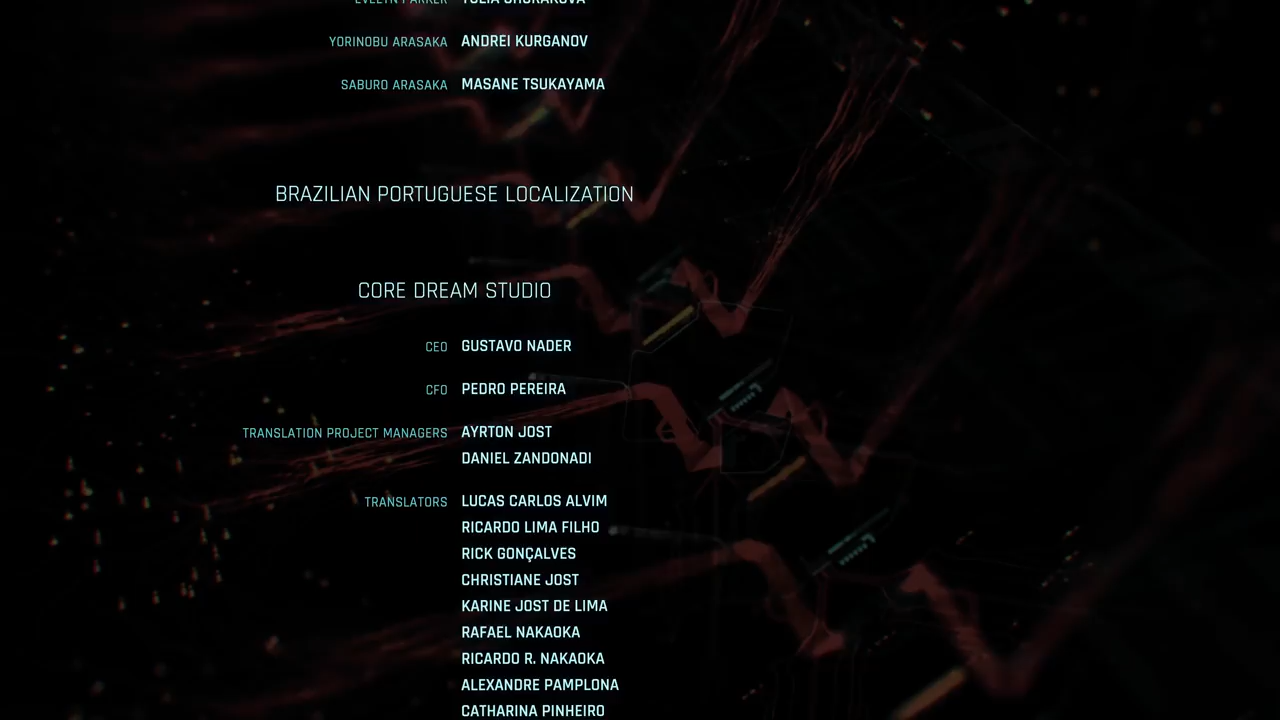 YORINOBU ARASAKA ANDREI KURGANOV
SABURO ARASAKA MASANE TSUKAYAMA
BRAZILIAN PORTUGUESE LOCALIZATION
CORE DREAM STUDIO
CEO GUSTAVO NADER
CFO PEDRO PEREIRA
TRANSLATION PROJECT MANAGERS AYRTON JOST
DANIEL ZANDONADI
TRANSLATORS LUCAS CARLOS ALVIM
RICARDO LIMA FILHO
RICK GONÇALVES
CHRISTIANE JOST
KARINE JOST DE LIMA
RAFAEL NAKAOKA
RICARDO R. NAKAOKA
ALEXANDRE PAMPLONA
CATHARINA PINHEIRO